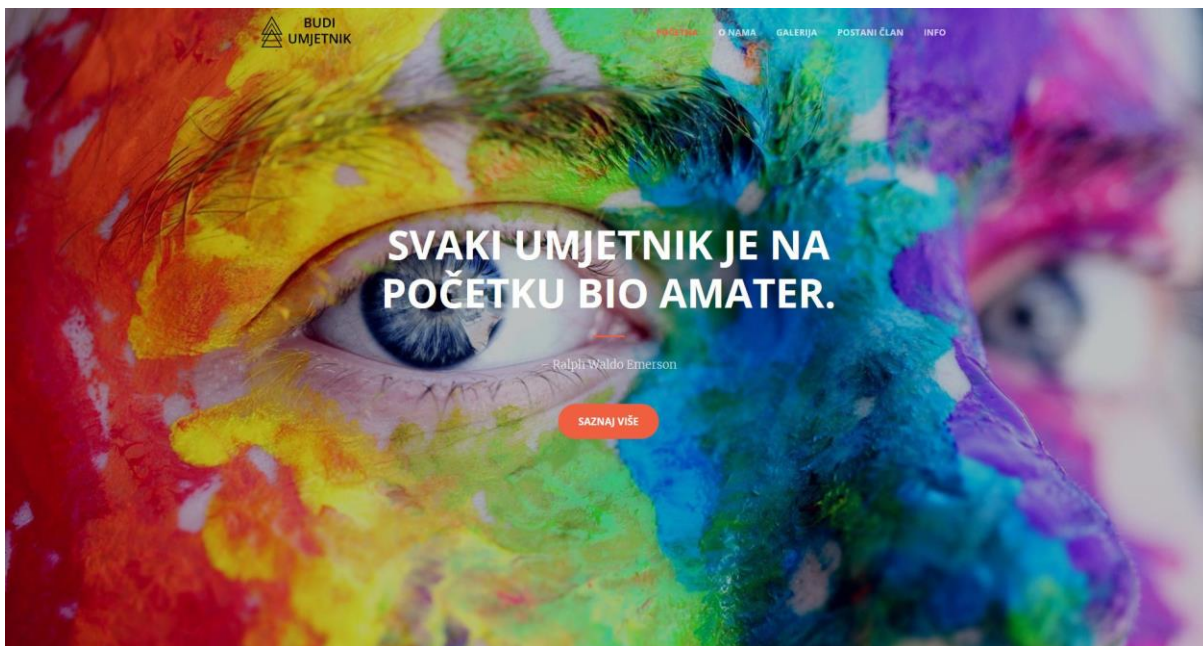 BUDI
UMJETNIK
POČETNA O NAMA GALERIJA POSTANI ČLAN INFO
SVAKI UMJETNIK JE NA
POČETKU BIO AMATER.
– Ralph Waldo Emerson
SAZNAJ VIŠE